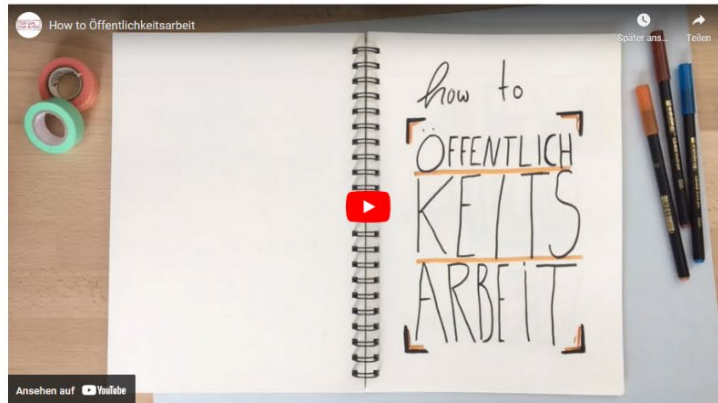 How to Öffentlichkeitsarbeit
Später ans...
Teilen
how to
ÖFFENTLICH
KEITS
ARBEIT
Ansehen auf YouTube